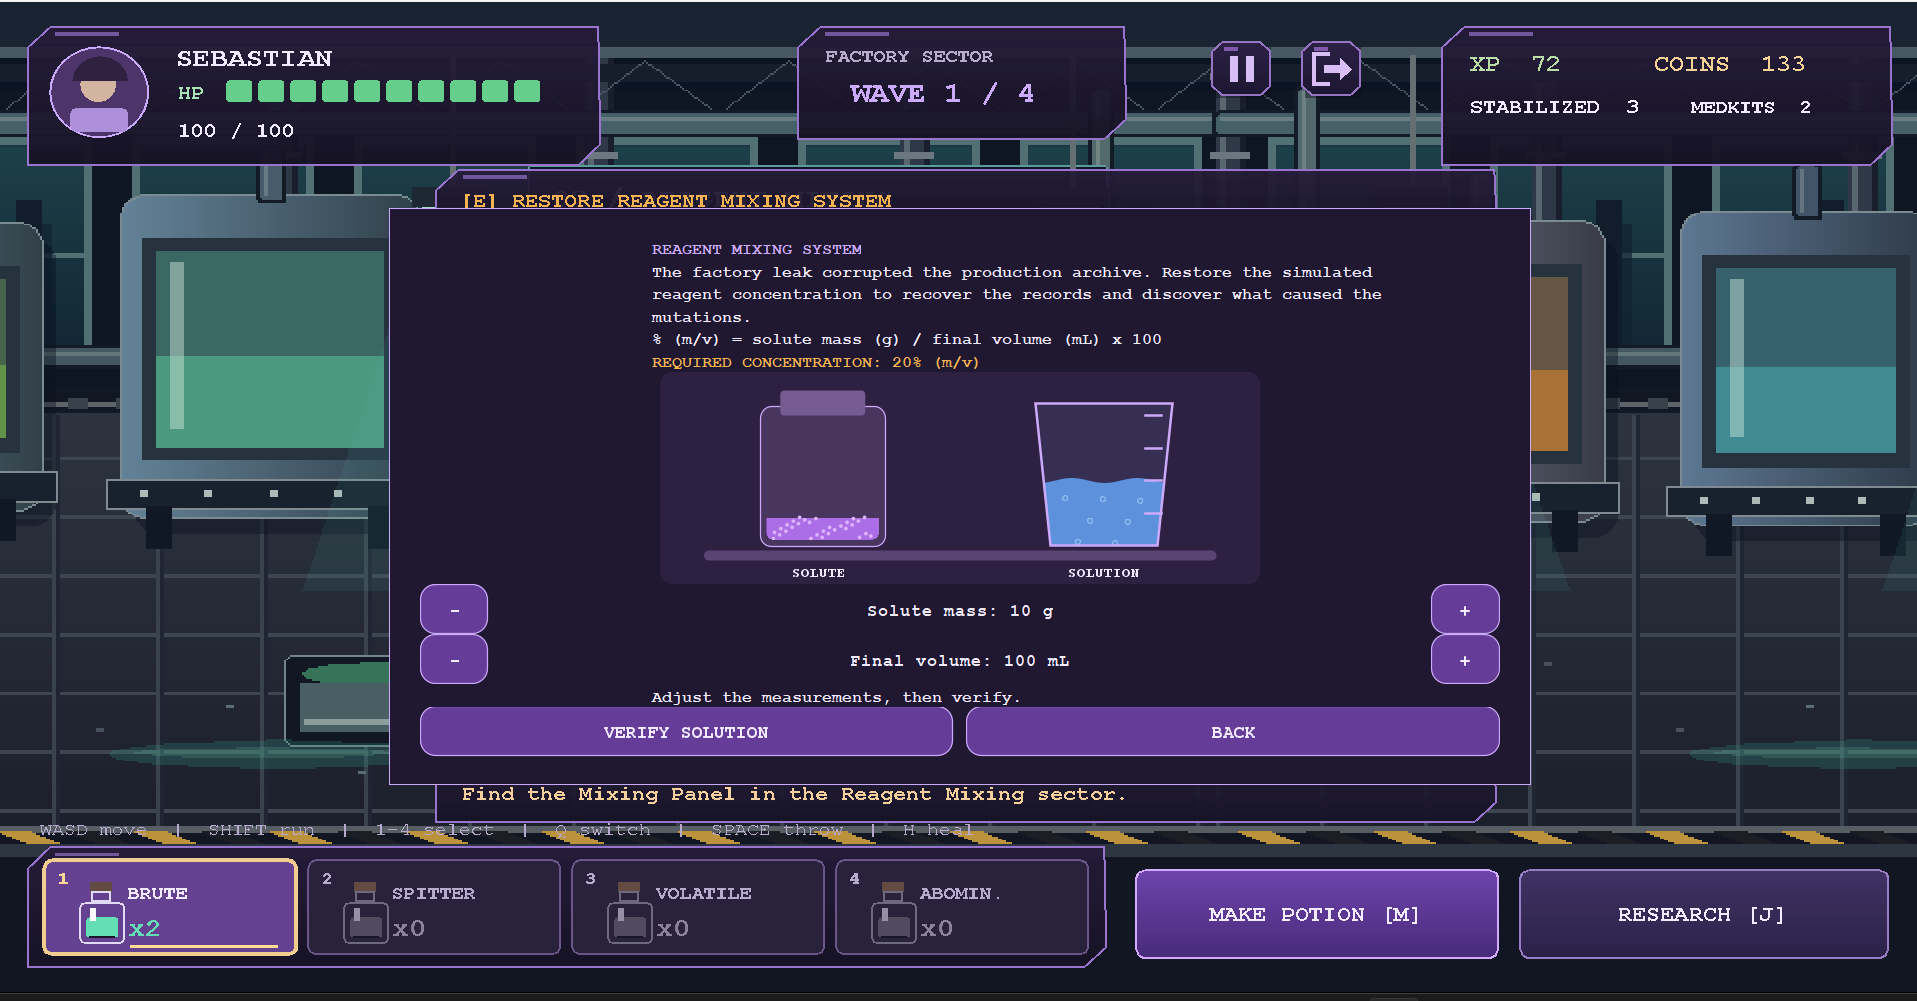 SEBASTIAN
HP
100 / 100
FACTORY SECTOR
WAVE 1 / 4
XP 72 COINS 133
STABILIZED 3 MEDKITS 2
[E] RESTORE REAGENT MIXING SYSTEM
REAGENT MIXING SYSTEM
The factory leak corrupted the production archive. Restore the simulated
reagent concentration to recover the records and discover what caused the
mutations.
% (m/v) = solute mass (g) / final volume (mL) x 100
REQUIRED CONCENTRATION: 20% (m/v)
SOLUTE SOLUTION
- Solute mass: 10 g +
- Final volume: 100 mL +
Adjust the measurements, then verify.
VERIFY SOLUTION BACK
Find the Mixing Panel in the Reagent Mixing sector.
WASD move | SHIFT run | 1-4 select | Q switch | SPACE throw | H heal
1 BRUTE x2
2 SPITTER x0
3 VOLATILE x0
4 ABOMIN. x0
MAKE POTION [M]
RESEARCH [J]